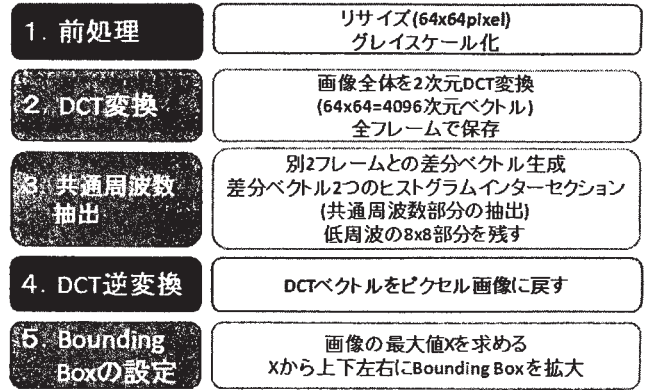 1. 前処理
リサイズ(64x64pixel)
グレイスケール化
2. DCT変換
画像全体を2次元DCT変換
(64x64=4096次元ベクトル)
全フレームで保存
3. 共通周波数
抽出
別2フレームとの差分ベクトル生成
差分ベクトル2つのヒストグラムインターセクション
(共通周波数部分の抽出)
低周波の8x8部分を残す
4. DCT逆変換
DCTベクトルをピクセル画像に戻す
5. Bounding
Boxの設定
画像の最大値Xを求める
Xから上下左右にBounding Boxを拡大